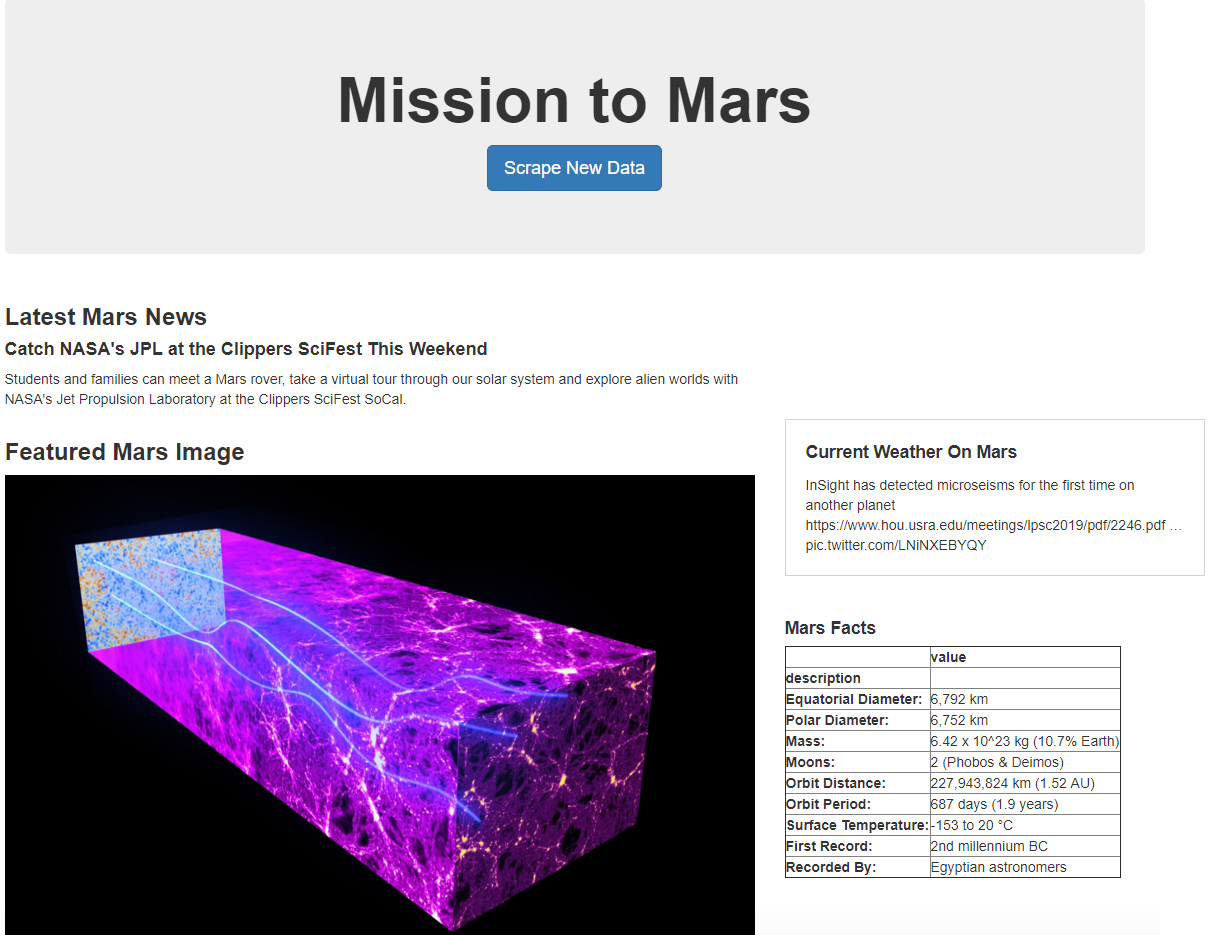 Mission to Mars
Scrape New Data
Latest Mars News
Catch NASA's JPL at the Clippers SciFest This Weekend
Students and families can meet a Mars rover, take a virtual tour through our solar system and explore alien worlds with
NASA's Jet Propulsion Laboratory at the Clippers SciFest SoCal.
Featured Mars Image
Current Weather On Mars
InSight has detected microseisms for the first time on
another planet
https://www.hou.usra.edu/meetings/lpsc2019/pdf/2246.pdf …
pic.twitter.com/LNiNXEBYQY
Mars Facts
value
description
Equatorial Diameter: 6,792 km
Polar Diameter: 6,752 km
Mass: 6.42 x 10^23 kg (10.7% Earth)
Moons: 2 (Phobos & Deimos)
Orbit Distance: 227,943,824 km (1.52 AU)
Orbit Period: 687 days (1.9 years)
Surface Temperature: -153 to 20 °C
First Record: 2nd millennium BC
Recorded By: Egyptian astronomers